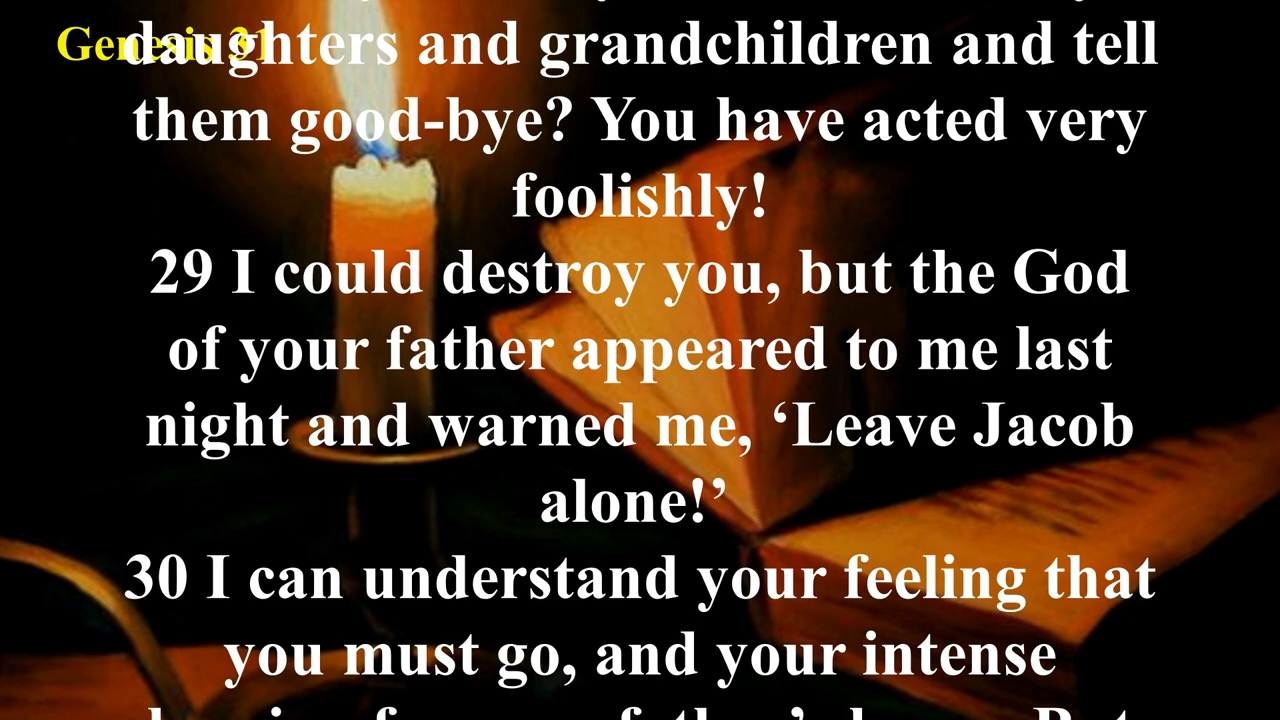 Genesis 31
daughters and grandchildren and tell
them good-bye? You have acted very
foolishly!
29 I could destroy you, but the God
of your father appeared to me last
night and warned me, ‘Leave Jacob
alone!’
30 I can understand your feeling that
you must go, and your intense